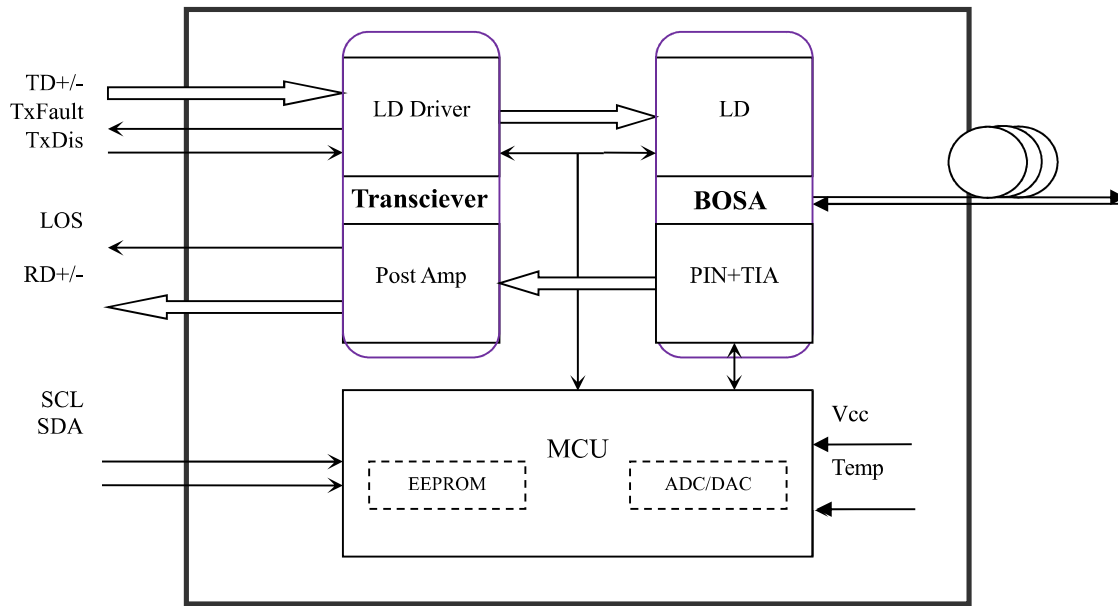 TD+/-
TxFault
TxDis
LOS
RD+/-
SCL
SDA
LD Driver
Transciever
Post Amp
LD
BOSA
PIN+TIA
MCU
EEPROM
ADC/DAC
Vcc
Temp